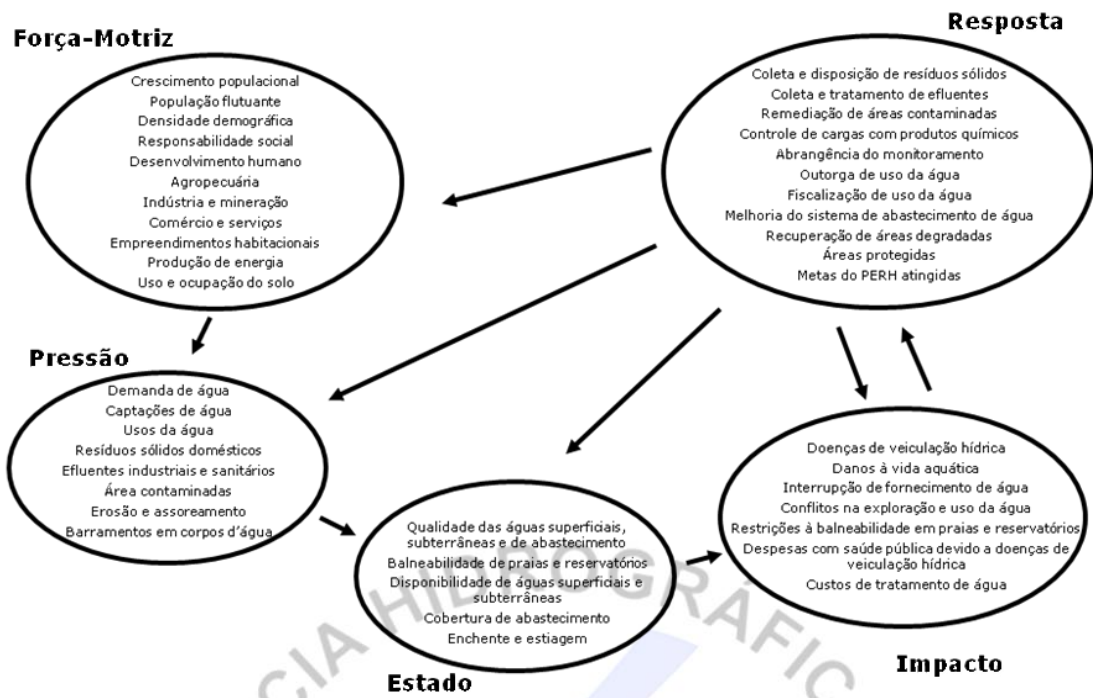 Força-Motriz
Crescimento populacional
População flutuante
Densidade demográfica
Responsabilidade social
Desenvolvimento humano
Agropecuária
Indústria e mineração
Comércio e serviços
Empreendimentos habitacionais
Produção de energia
Uso e ocupação do solo
Resposta
Coleta e disposição de resíduos sólidos
Coleta e tratamento de efluentes
Remediação de áreas contaminadas
Controle de cargas com produtos químicos
Abrangência do monitoramento
Outorga de uso da água
Fiscalização de uso da água
Melhoria do sistema de abastecimento de água
Recuperação de áreas degradadas
Áreas protegidas
Metas do PERH atingidas
Pressão
Demanda de água
Captações de água
Usos da água
Resíduos sólidos domésticos
Efluentes industriais e sanitários
Área contaminadas
Erosão e assoreamento
Barramentos em corpos d'água
Qualidade das águas superficiais,
subterrâneas e de abastecimento
Balneabilidade de praias e reservatórios
Disponibilidade de águas superficiais e
subterrâneas
Cobertura de abastecimento
Enchente e estiagem
Estado
Doenças de veiculação hídrica
Danos à vida aquática
Interrupção de fornecimento de água
Conflitos na exploração e uso da água
Restrições à balneabilidade em praias e reservatórios
Despesas com saúde pública devido a doenças de
veiculação hídrica
Custos de tratamento de água
Impacto